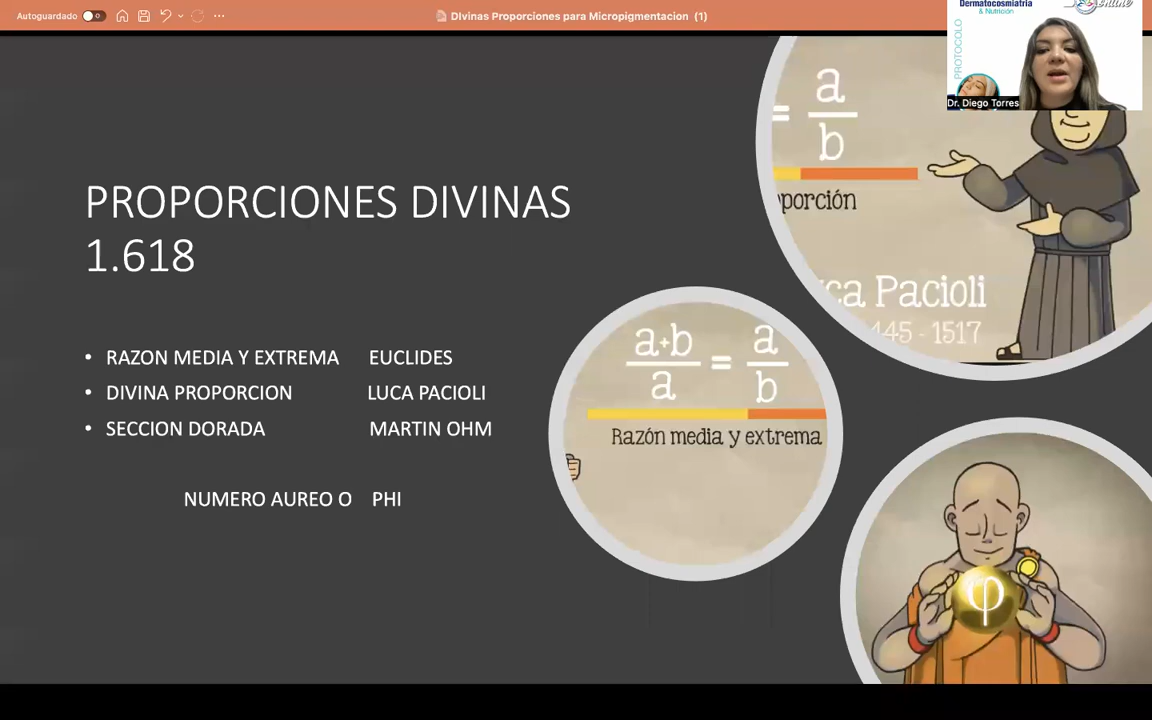 Autoguardado
DIvinas Proporciones para Micropigmentacion (1)
Dermatocosmiatria
& Nutrición
online
PROTOCOLO
Dr. Diego Torres
PROPORCIONES DIVINAS
1.618
• RAZON MEDIA Y EXTREMA EUCLIDES
• DIVINA PROPORCION LUCA PACIOLI
• SECCION DORADA MARTIN OHM
NUMERO AUREO O PHI
= a
b
porción
ca Pacioli
445 - 1517
a+b = a
a b
Razón media y extrema
φ